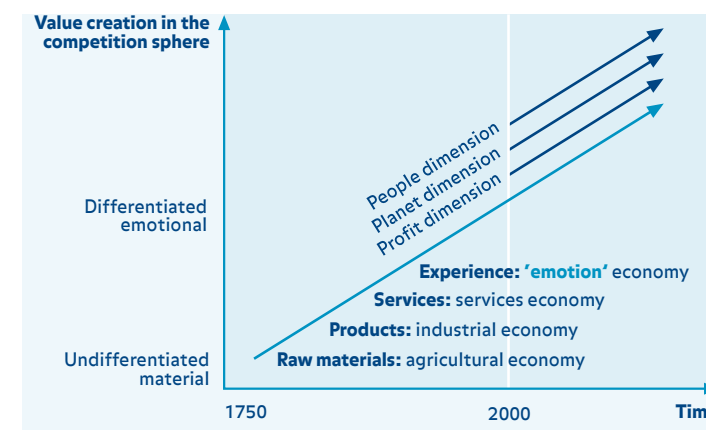 Value creation in the
competition sphere
People dimension
Planet dimension
Profit dimension
Differentiated
emotional
Experience: ’emotion‘ economy
Services: services economy
Products: industrial economy
Undifferentiated
material
Raw materials: agricultural economy
1750
2000
Tim